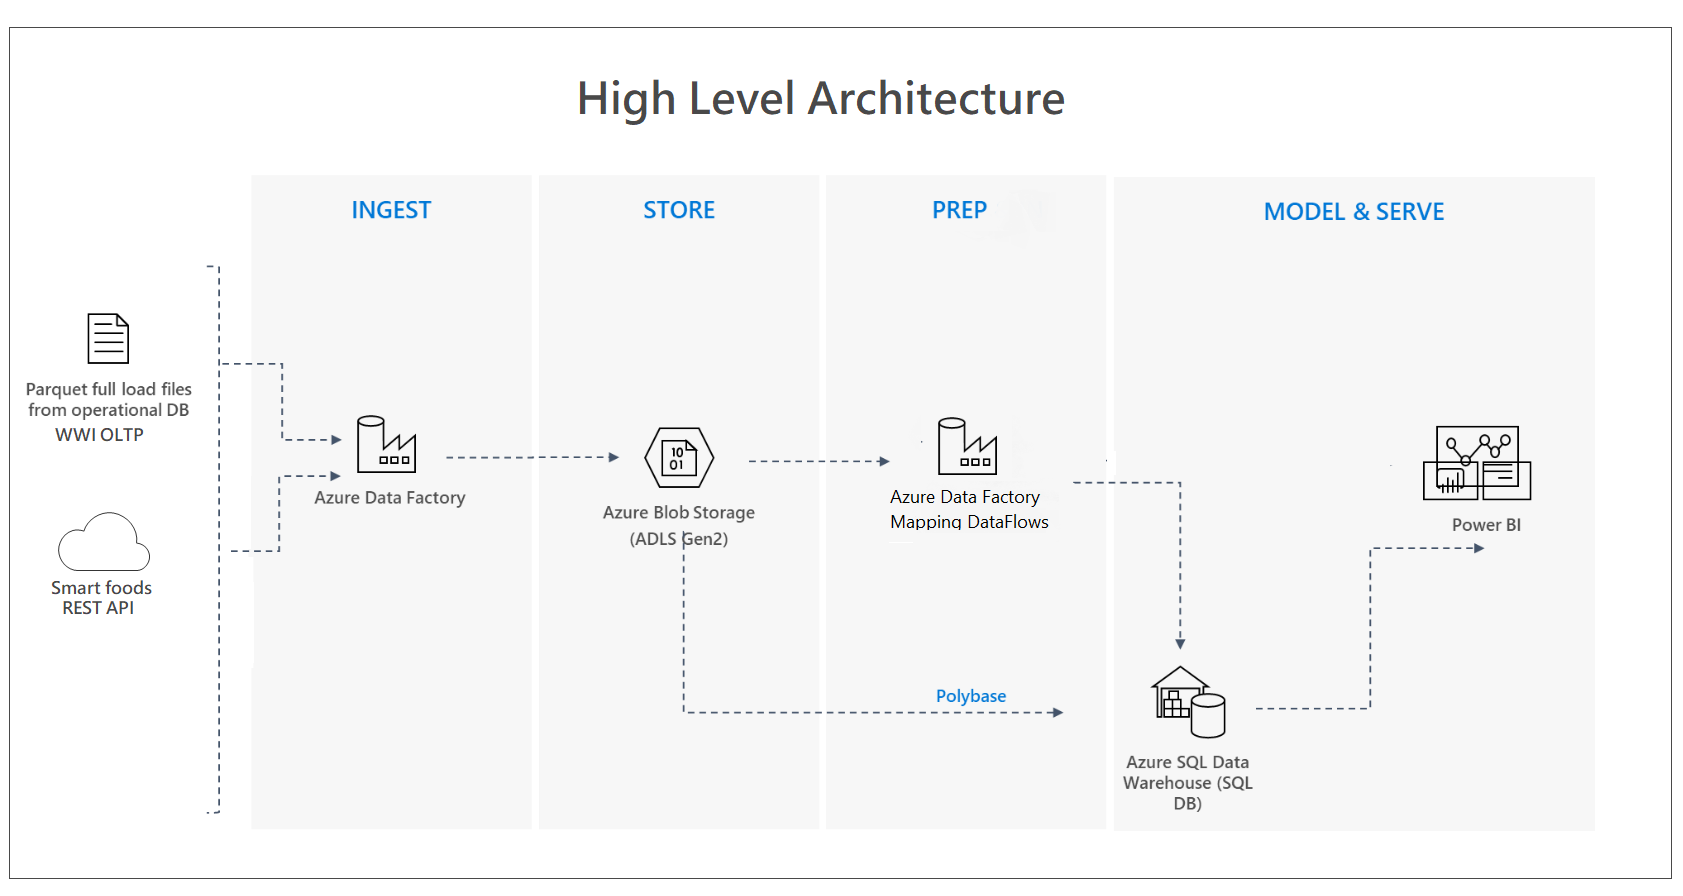 High Level Architecture
INGEST
STORE
PREP
MODEL & SERVE
Parquet full load files
from operational DB
WWI OLTP
Smart foods
REST API
Azure Data Factory
10
01
Azure Blob Storage
(ADLS Gen2)
Azure Data Factory
Mapping DataFlows
Polybase
Azure SQL Data
Warehouse (SQL
DB)
Power BI